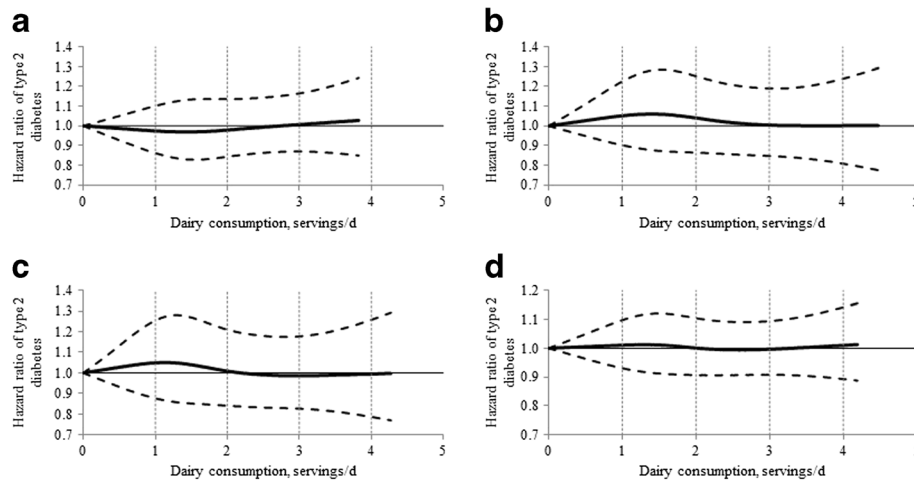 a
Hazard ratio of type 2
diabetes
1.4
1.3
1.2
1.1
1.0
0.9
0.8
0.7
0 1 2 3 4 5
Dairy consumption, servings/d
b
Hazard ratio of type 2
diabetes
1.4
1.3
1.2
1.1
1.0
0.9
0.8
0.7
0 1 2 3 4
Dairy consumption, servings/d
c
Hazard ratio of type 2
diabetes
1.4
1.3
1.2
1.1
1.0
0.9
0.8
0.7
0 1 2 3 4 5
Dairy consumption, servings/d
d
Hazard ratio of type 2
diabetes
1.2
1.1
1.0
0.9
0.8
0.7
0 1 2 3 4
Dairy consumption, servings/d